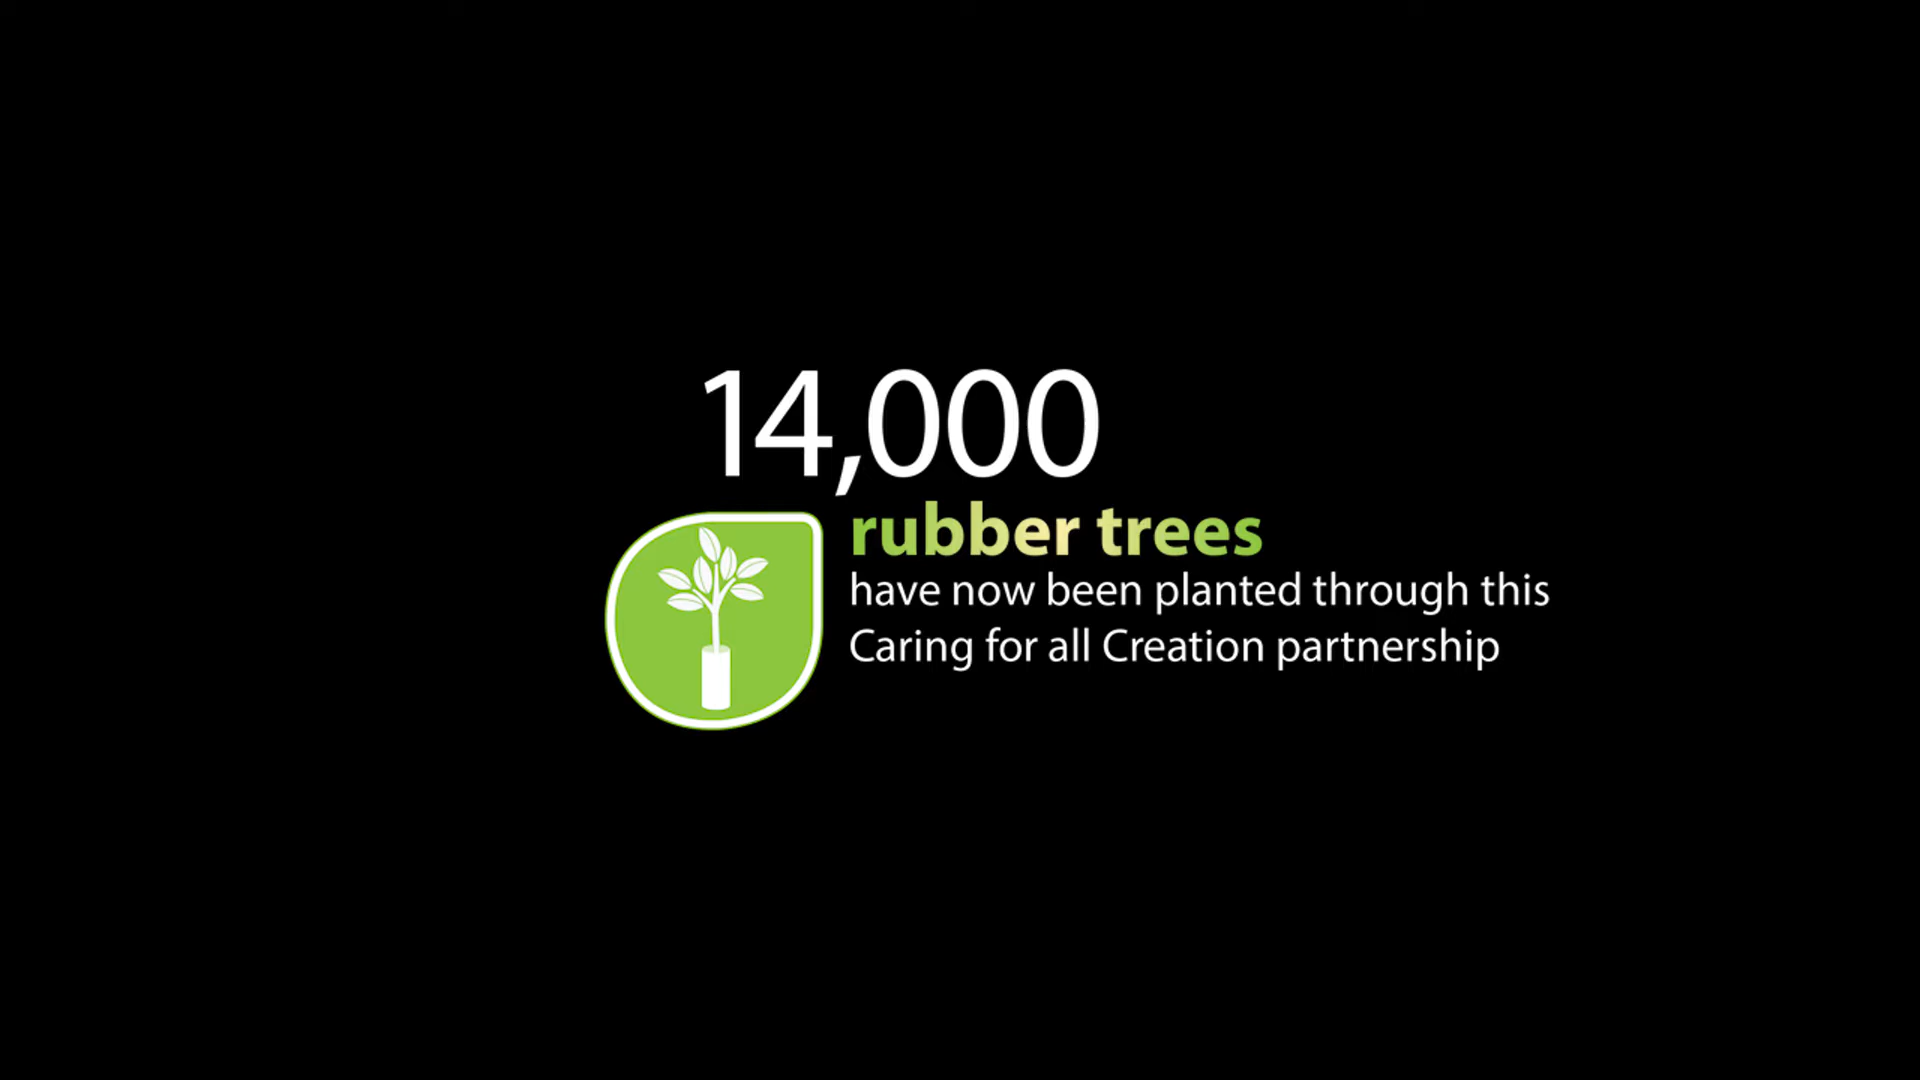 14,000
rubber trees
have now been planted through this
Caring for all Creation partnership